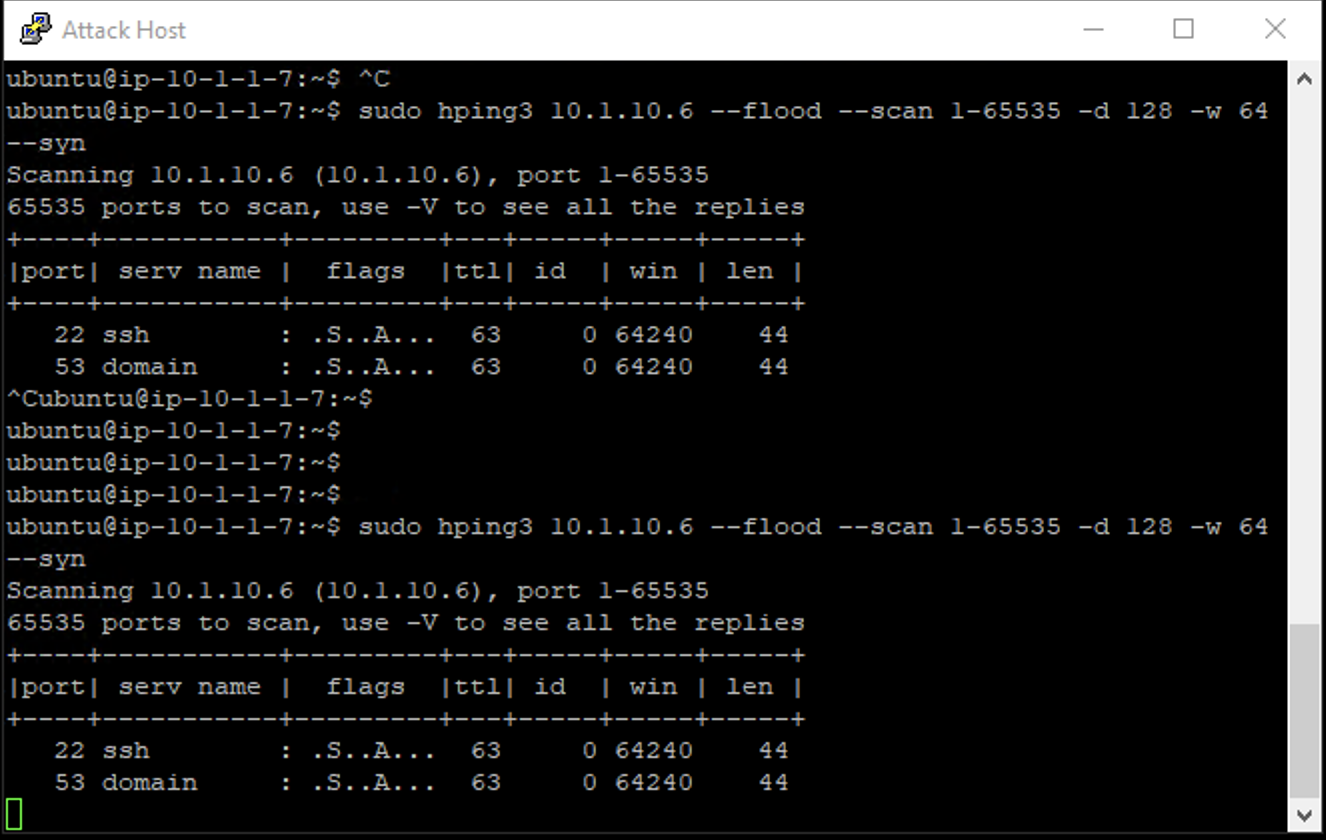 Attack Host
ubuntu@ip-10-1-1-7:~$ ^C
ubuntu@ip-10-1-1-7:~$ sudo hping3 10.1.10.6 --flood --scan 1-65535 -d 128 -w 64
--syn
Scanning 10.1.10.6 (10.1.10.6), port 1-65535
65535 ports to scan, use -V to see all the replies
+----+-----------+---------+---+-----+-----+-----+
|port| serv name |  flags  |ttl| id  | win | len |
+----+-----------+---------+---+-----+-----+-----+
   22 ssh        : .S..A...  63     0 64240    44
   53 domain     : .S..A...  63     0 64240    44
^Cubuntu@ip-10-1-1-7:~$
ubuntu@ip-10-1-1-7:~$
ubuntu@ip-10-1-1-7:~$
ubuntu@ip-10-1-1-7:~$
ubuntu@ip-10-1-1-7:~$ sudo hping3 10.1.10.6 --flood --scan 1-65535 -d 128 -w 64
--syn
Scanning 10.1.10.6 (10.1.10.6), port 1-65535
65535 ports to scan, use -V to see all the replies
+----+-----------+---------+---+-----+-----+-----+
|port| serv name |  flags  |ttl| id  | win | len |
+----+-----------+---------+---+-----+-----+-----+
   22 ssh        : .S..A...  63     0 64240    44
   53 domain     : .S..A...  63     0 64240    44